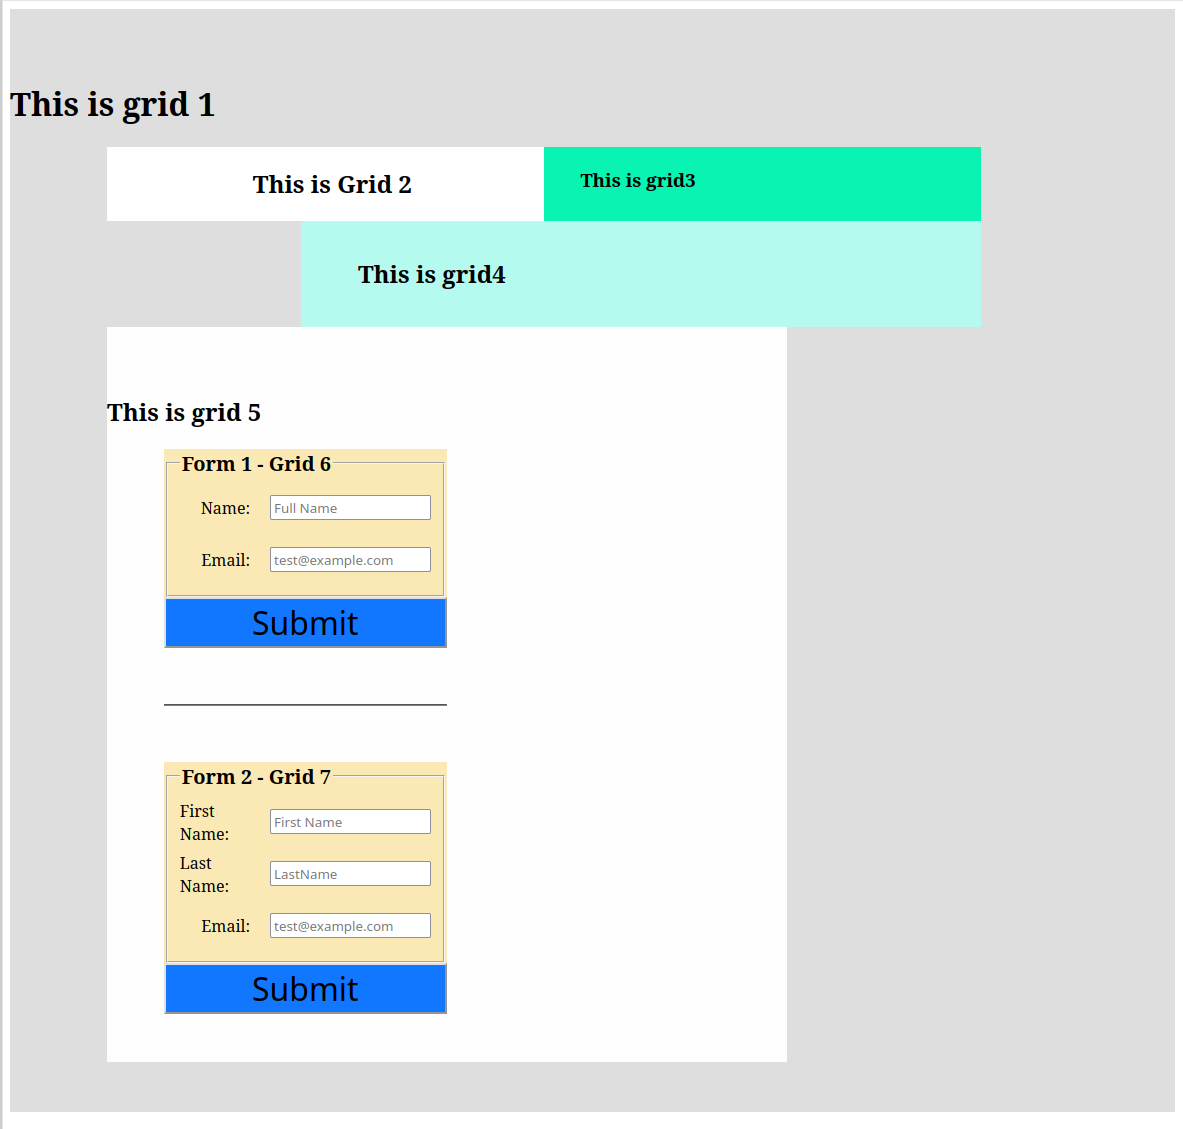 This is grid 1
This is Grid 2
This is grid3
This is grid4
This is grid 5
Form 1 - Grid 6
Name: Full Name
Email: test@example.com
Submit
Form 2 - Grid 7
First
Name: First Name
Last
Name: LastName
Email: test@example.com
Submit